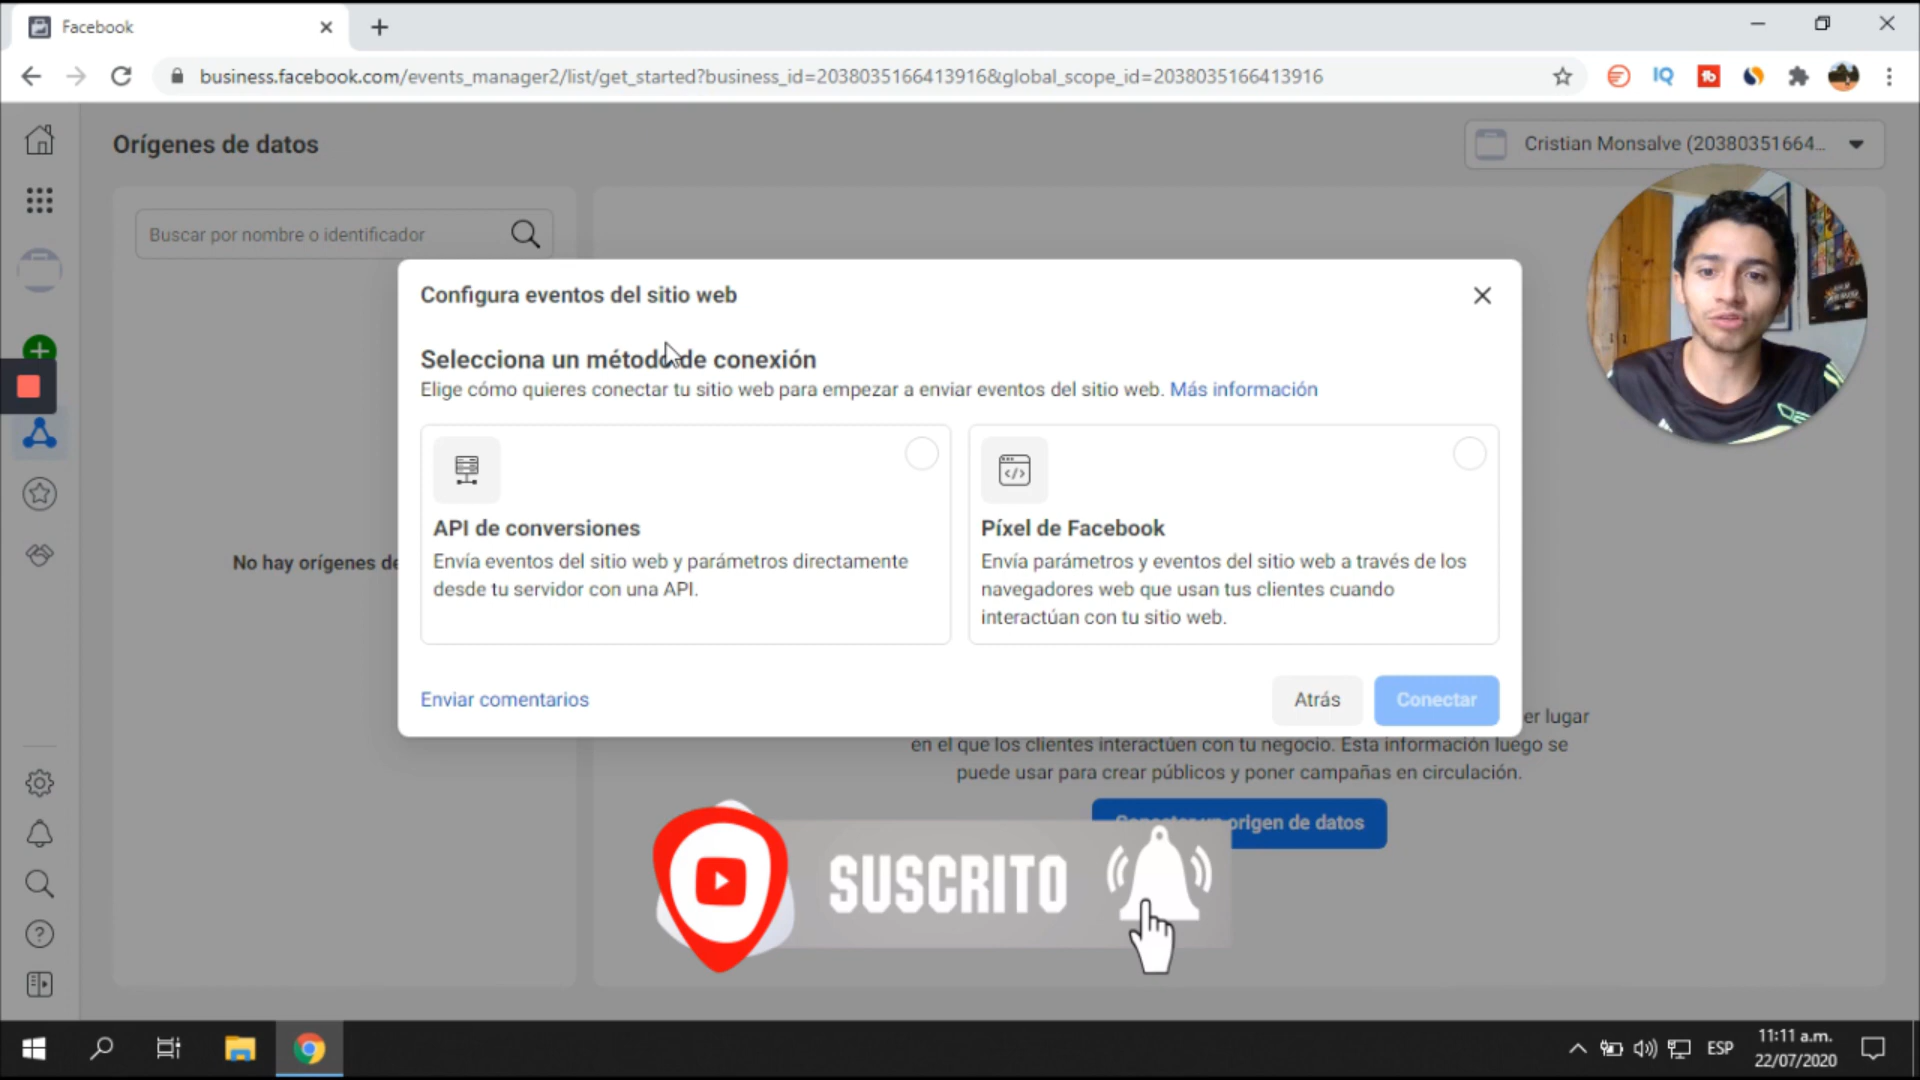 Facebook
business.facebook.com/events_manager2/list/get_started?business_id=2038035166413916&global_scope_id=2038035166413916
Orígenes de datos
Cristian Monsalve (20380351664...
Buscar por nombre o identificador
Configura eventos del sitio web
Selecciona un método de conexión
Elige cómo quieres conectar tu sitio web para empezar a enviar eventos del sitio web. Más información
API de conversiones
Envía eventos del sitio web y parámetros directamente
desde tu servidor con una API.
Píxel de Facebook
Envía parámetros y eventos del sitio web a través de los
navegadores web que usan tus clientes cuando
interactúan con tu sitio web.
No hay orígenes de
Enviar comentarios
Atrás
Conectar
er lugar
en el que los clientes interactúen con tu negocio. Esta información luego se
puede usar para crear públicos y poner campañas en circulación.
Conectar un origen de datos
SUSCRITO
ESP
11:11 a.m.
22/07/2020